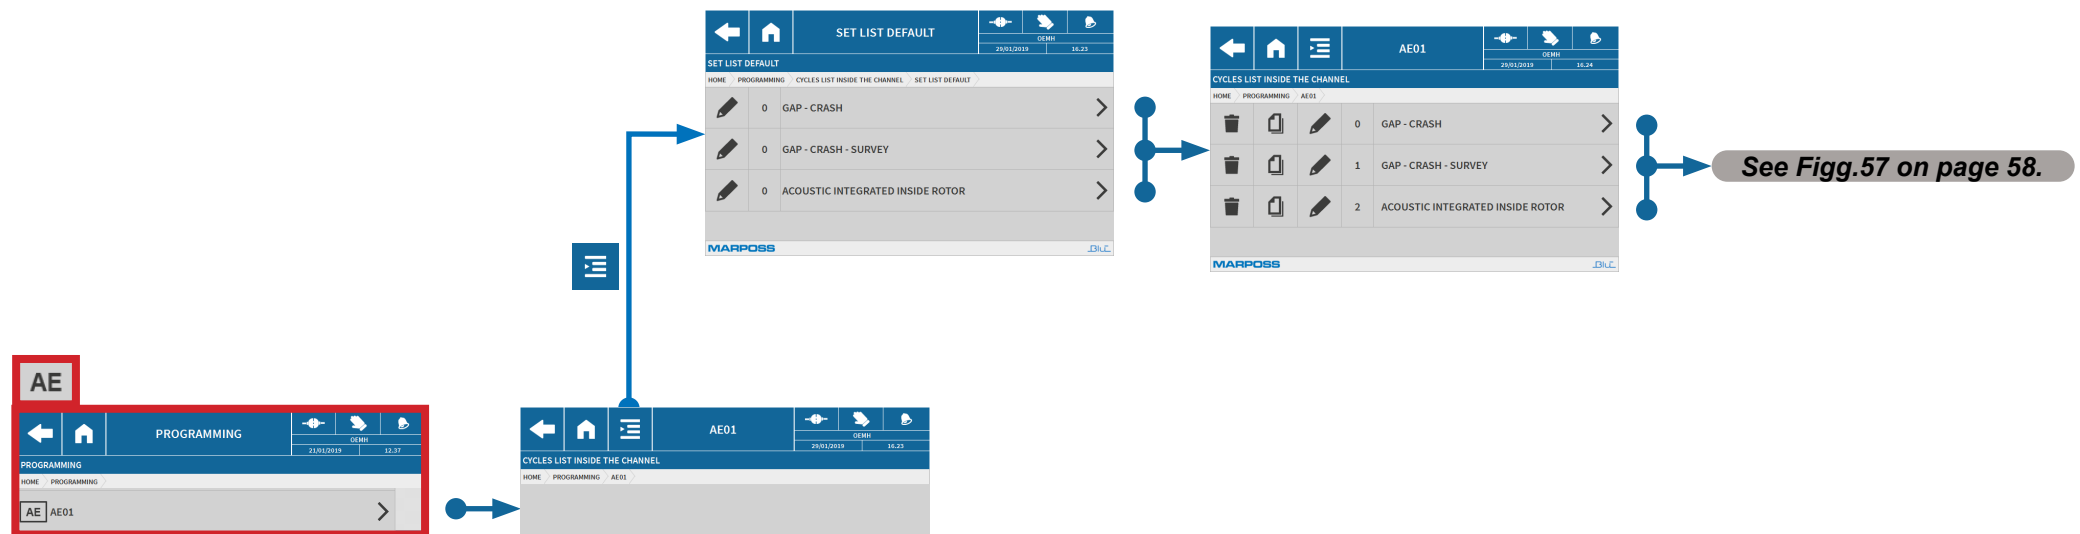 SET LIST DEFAULT
OEMH
29/01/2019 16.23
SET LIST DEFAULT
HOME PROGRAMMING CYCLES LIST INSIDE THE CHANNEL SET LIST DEFAULT
0 GAP - CRASH
0 GAP - CRASH - SURVEY
0 ACOUSTIC INTEGRATED INSIDE ROTOR
MARPOSS BLÚ
AE01
OEMH
29/01/2019 16.24
CYCLES LIST INSIDE THE CHANNEL
HOME PROGRAMMING AE01
0 GAP - CRASH
1 GAP - CRASH - SURVEY
2 ACOUSTIC INTEGRATED INSIDE ROTOR
MARPOSS BLÚ
See Figg.57 on page 58.
AE
PROGRAMMING
OEMH
21/01/2019 12.37
PROGRAMMING
HOME PROGRAMMING
AE AE01
AE01
OEMH
29/01/2019 16.23
CYCLES LIST INSIDE THE CHANNEL
HOME PROGRAMMING AE01